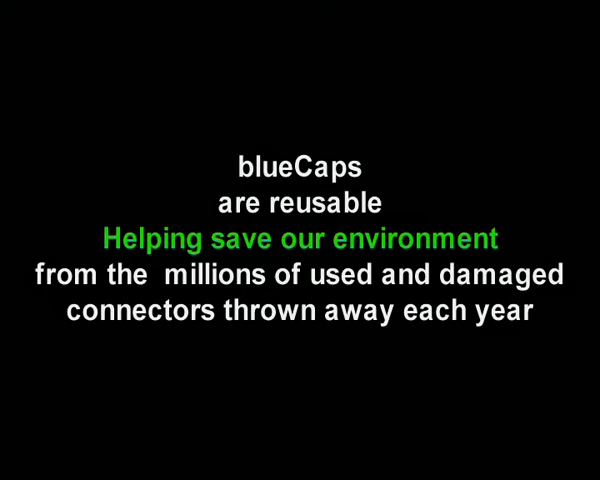 blueCaps
are reusable
Helping save our environment
from the  millions of used and damaged
connectors thrown away each year